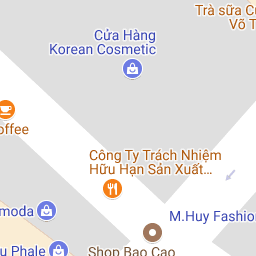 Trà sữa
Võ
Cửa Hàng
Korean Cosmetic
offee
Công Ty Trách Nhiệm
Hữu Hạn Sản Xuất...
moda
M.Huy Fashion
Phale
Shop Bao Cao